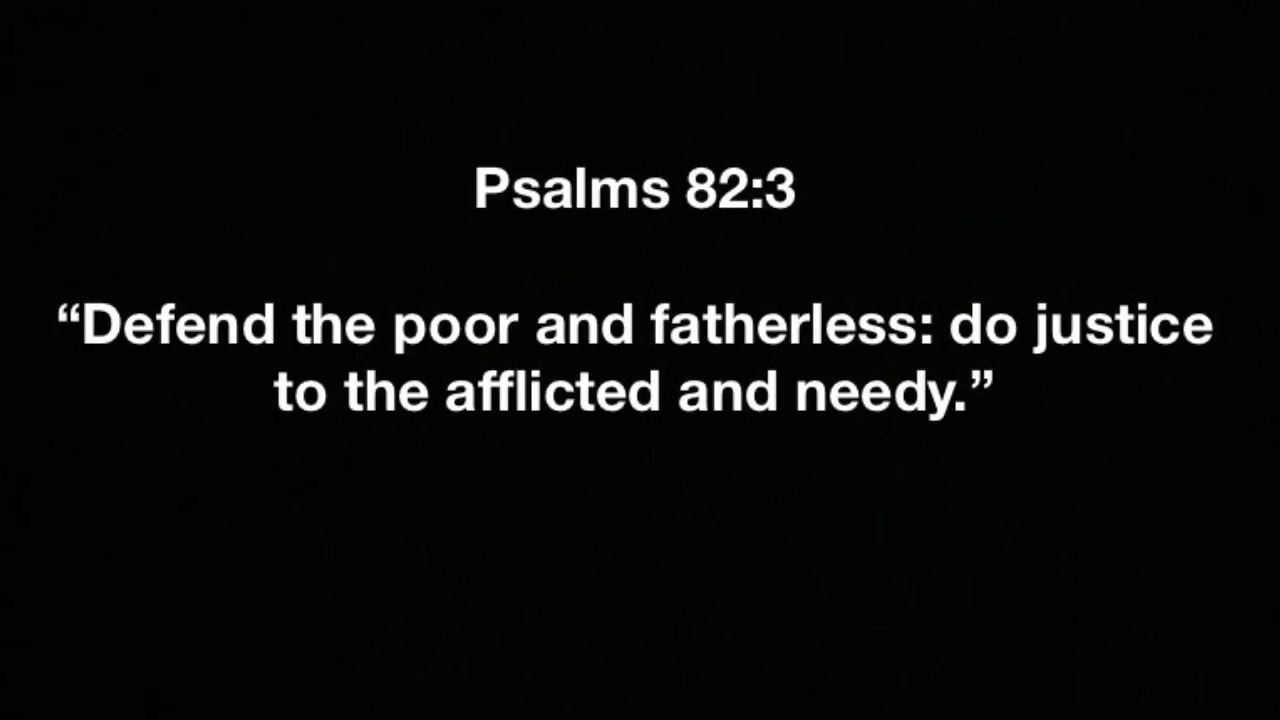 Psalms 82:3
“Defend the poor and fatherless: do justice
to the afflicted and needy.”